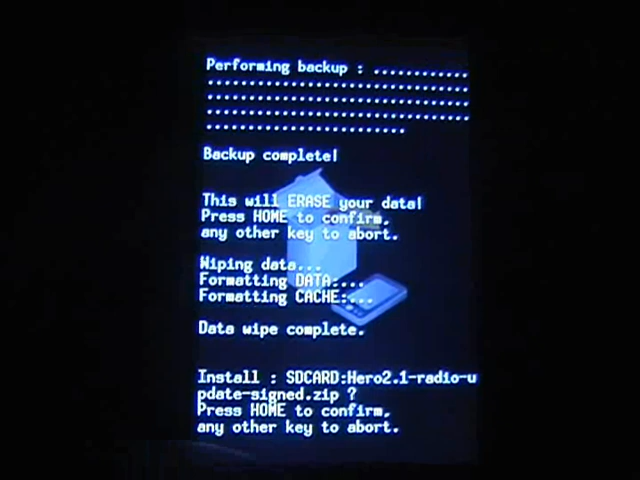 Performing backup : ............
..................................
..................................
..................................
.........................
Backup complete!
This will ERASE your data!
Press HOME to confirm,
any other key to abort.
Wiping data...
Formatting DATA:...
Formatting CACHE:...
Data wipe complete.
Install : SDCARD:Hero2.1-radio-u
pdate-signed.zip ?
Press HOME to confirm,
any other key to abort.